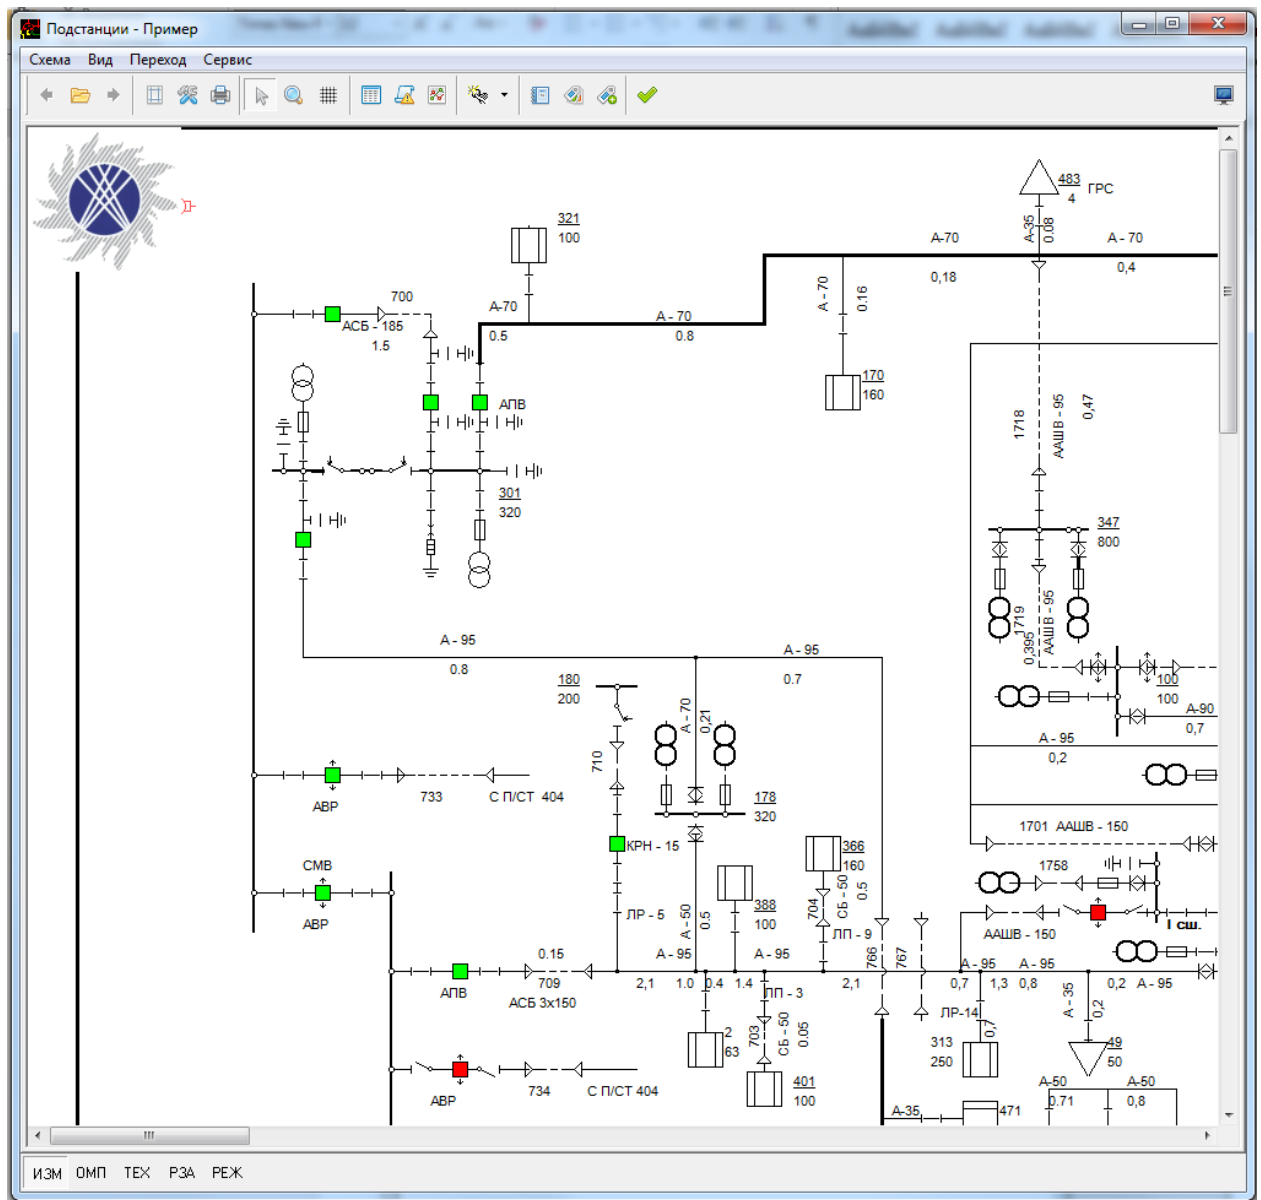 Подстанции - Пример
Схема Вид Переход Сервис
483
4
ГРС
А-35
0.08
321
100
А-70
0,18
А - 70
0,4
700
АСБ - 185
1.5
А-70
0.5
А - 70
0.8
А - 70
0.16
170
160
АПВ
301
320
1718
ААШВ - 95
0,47
347
800
1719
0,395
ААШВ - 95
100
100
А-90
0,7
А - 95
0.8
А - 95
0.7
180
200
710
А - 70
0,21
178
320
А - 95
0,2
АВР
733
С П/СТ 404
КРН - 15
1701 ААШВ - 150
1758
СМВ
АВР
366
160
388
100
704
СБ - 50
0.5
ЛР - 5
А - 50
0.5
ЛП - 9
766
767
ААШВ - 150
I сш.
0.15
709
АПВ
АСБ 3х150
А - 95
А - 95
А - 95
А - 95
2,1
1.0
0.4
1.4
2,1
0,7
1,3
0,8
0,2
А - 95
ЛП - 3
703
СБ - 50
0.05
2
63
ЛР-14
0,7
А - 35
0,2
313
250
49
50
АВР
734
С П/СТ 404
401
100
А-50
0.71
А-50
0,8
А-35
471
ИЗМ ОМП ТЕХ РЗА РЕЖ